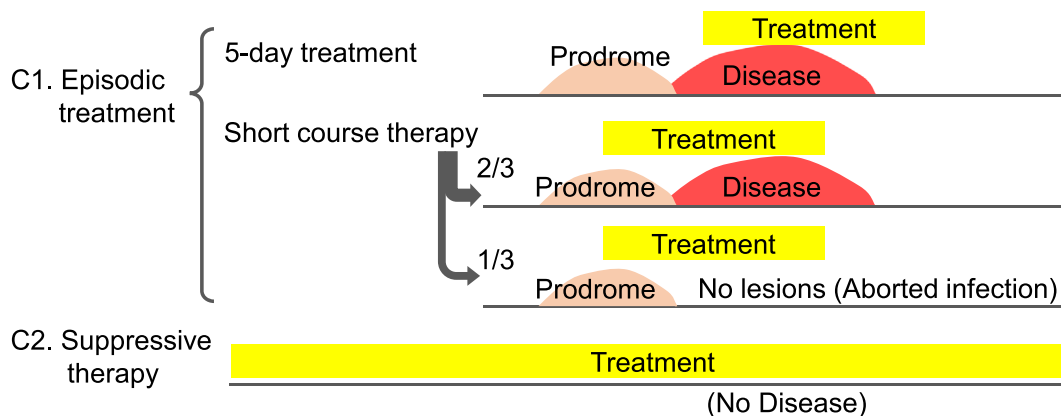 C1. Episodic
treatment
5-day treatment
Treatment
Prodrome
Disease
Short course therapy
2/3
Treatment
Prodrome
Disease
1/3
Treatment
Prodrome
No lesions (Aborted infection)
C2. Suppressive
therapy
Treatment
(No Disease)